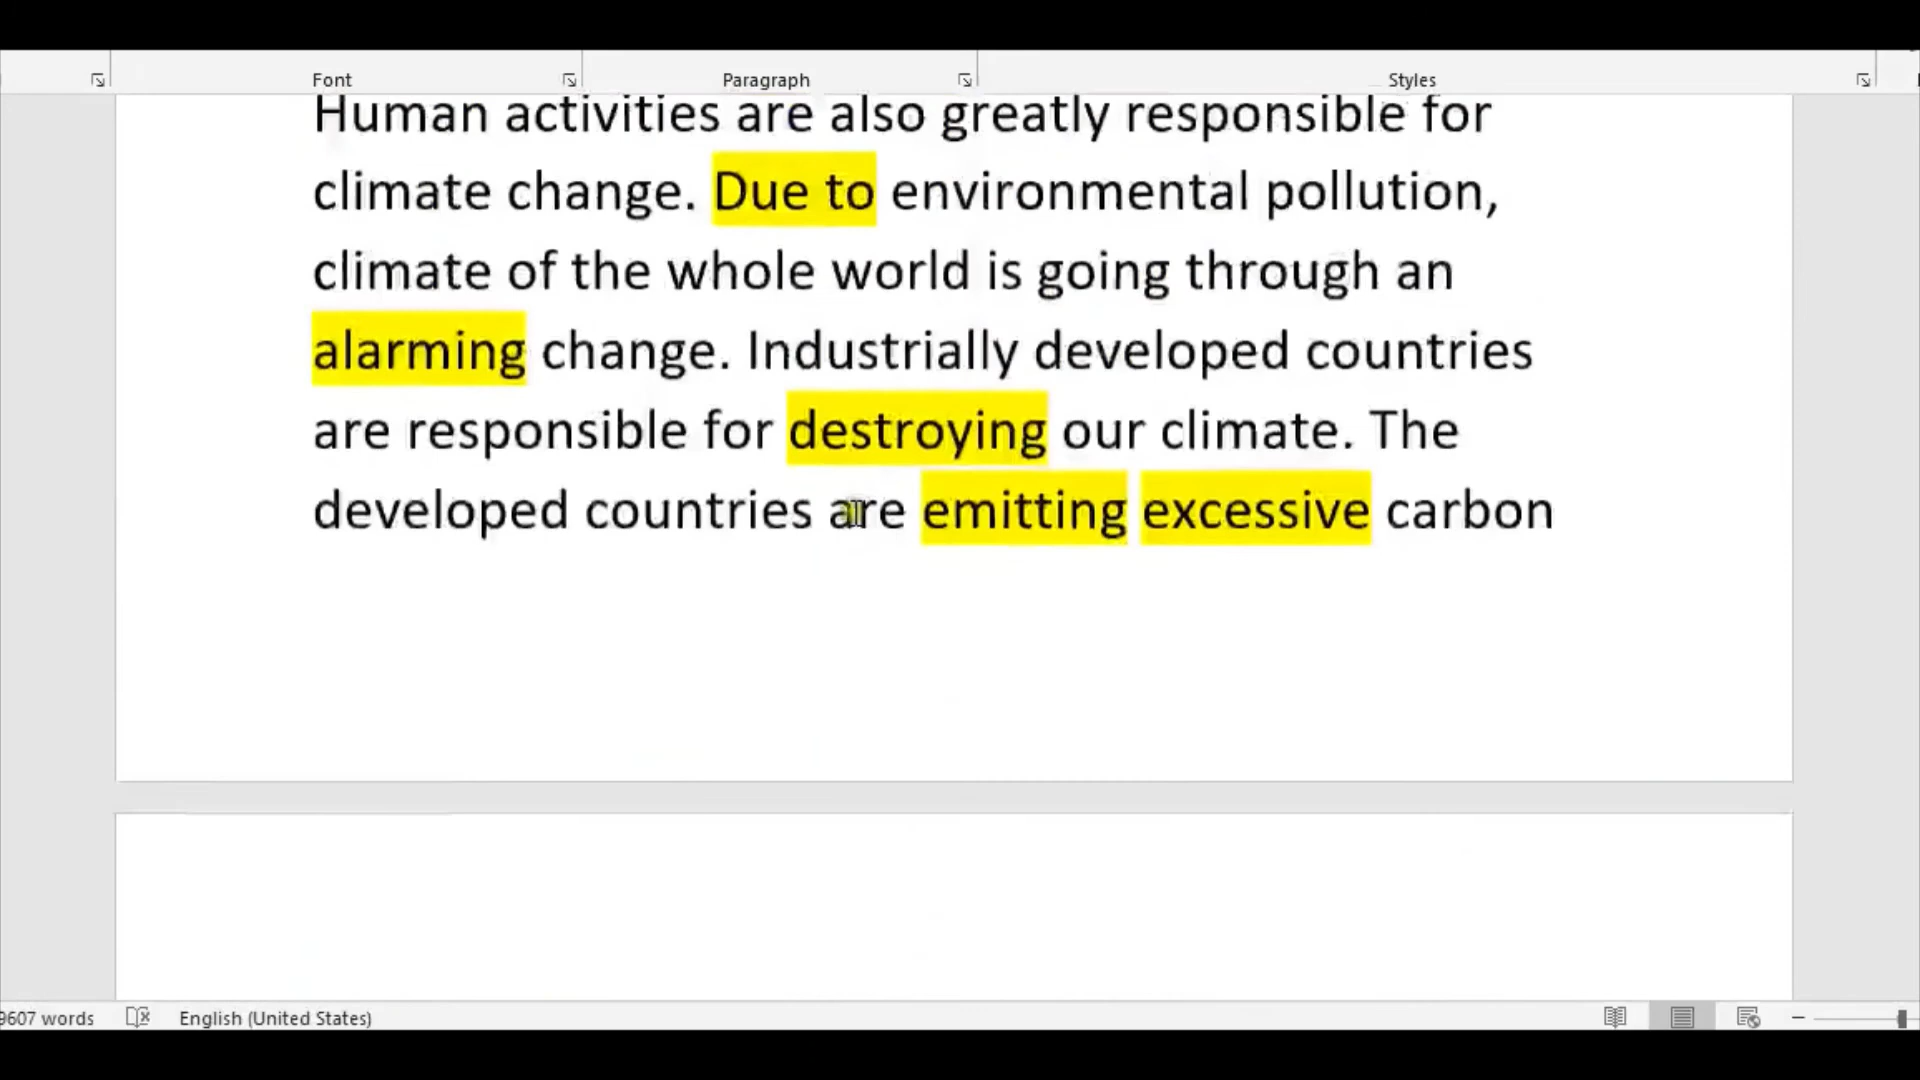 Font Paragraph Styles
Human activities are also greatly responsible for
climate change. Due to environmental pollution,
climate of the whole world is going through an
alarming change. Industrially developed countries
are responsible for destroying our climate. The
developed countries are emitting excessive carbon
9607 words English (United States)